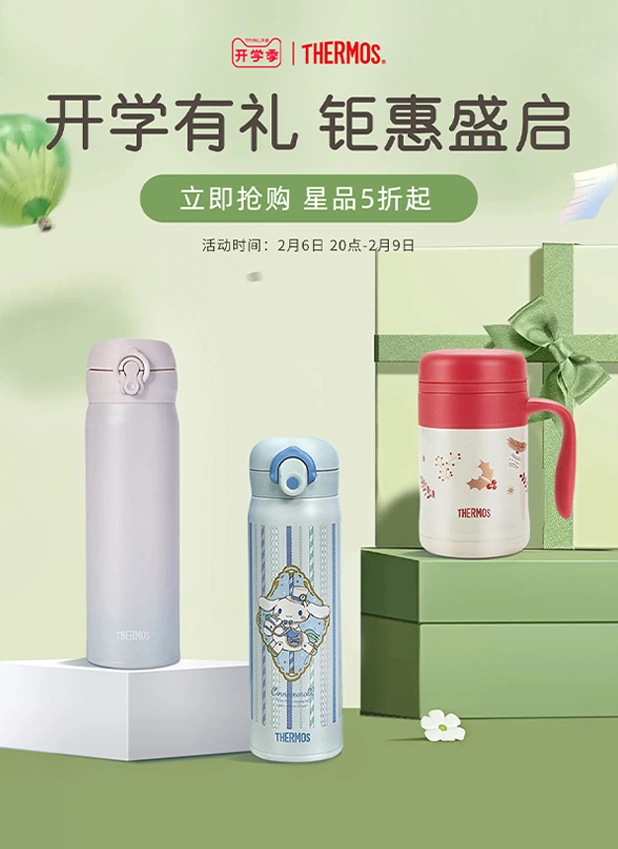 开学季 THERMOS
开学有礼 钜惠盛启
立即抢购 星品5折起
活动时间：2月6日 20点-2月9日
THERMOS
THERMOS
Cinnamoroll
THERMOS